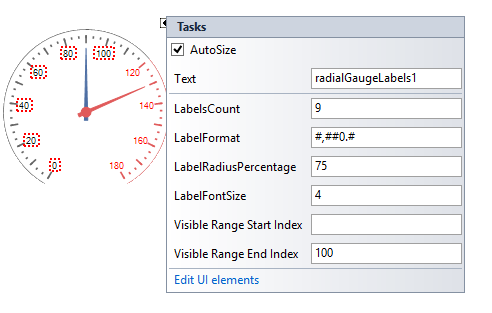 0
20
40
60
80
100
120
140
160
180
Tasks
AutoSize
Text radialGaugeLabels1
LabelsCount 9
LabelFormat #,##0.#
LabelRadiusPercentage 75
LabelFontSize 4
Visible Range Start Index
Visible Range End Index 100
Edit UI elements